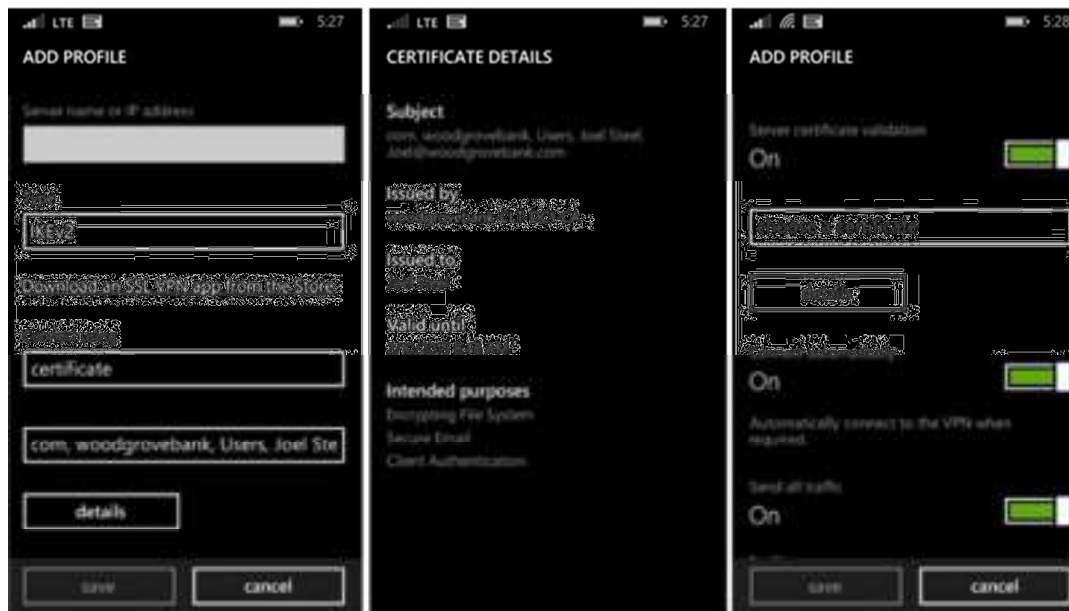 LTE 5:27
ADD PROFILE
Server name or IP address
IKEv2
Download an SSL VPN app from the Store
certificate
com, woodgrovebank, Users, Joel Ste
details
save
cancel
LTE 5:27
CERTIFICATE DETAILS
Subject
com, woodgrovebank, Users, Joel Steel,
Joel@woodgrovebank.com
Issued by
Issued to
Valid until
Intended purposes
Encrypting File System
Secure Email
Client Authentication
5:28
ADD PROFILE
Server certificate validation
On
certificate
On
Automatically connect to the VPN when
required.
Send all traffic
On
save
cancel